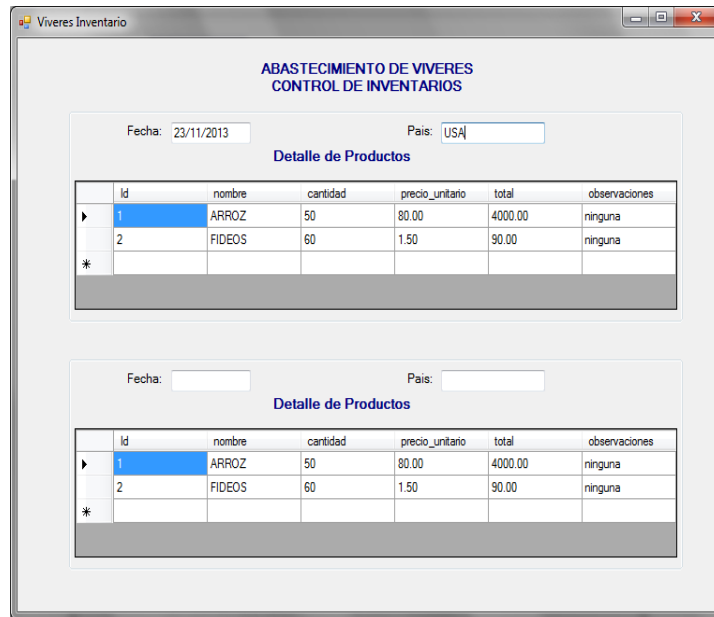 Viveres Inventario
ABASTECIMIENTO DE VIVERES
CONTROL DE INVENTARIOS
Fecha: 23/11/2013 Pais: USA
Detalle de Productos
Id nombre cantidad precio_unitario total observaciones
1 ARROZ 50 80.00 4000.00 ninguna
2 FIDEOS 60 1.50 90.00 ninguna
Fecha: Pais:
Detalle de Productos
Id nombre cantidad precio_unitario total observaciones
1 ARROZ 50 80.00 4000.00 ninguna
2 FIDEOS 60 1.50 90.00 ninguna